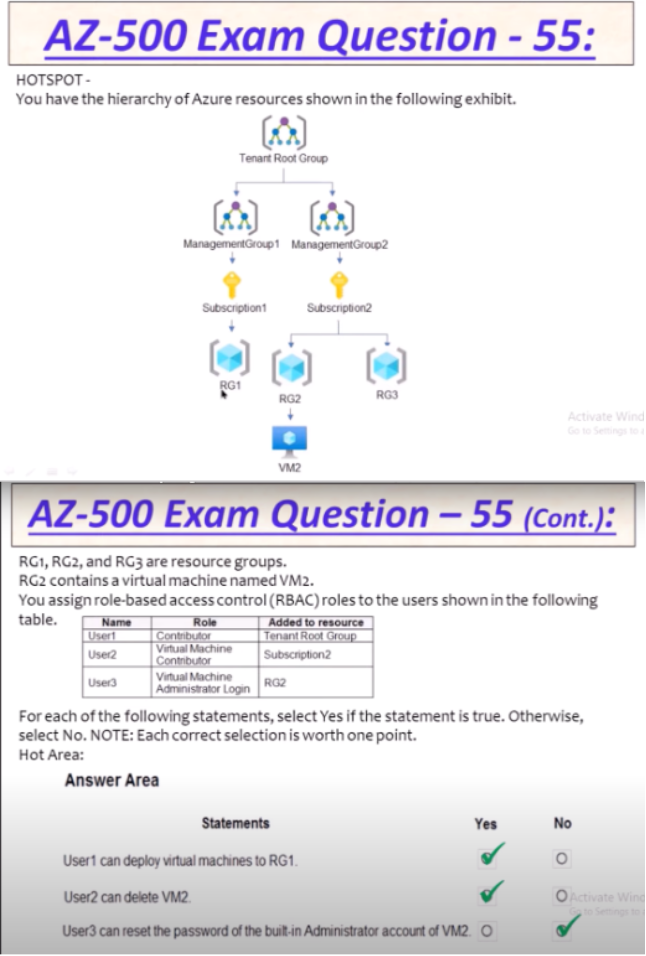 AZ-500 Exam Question - 55:
HOTSPOT -
You have the hierarchy of Azure resources shown in the following exhibit.
Tenant Root Group
ManagementGroup1 ManagementGroup2
Subscription1 Subscription2
RG1
RG2
RG3
Activate Wind
Go to Settings to a
VM2
AZ-500 Exam Question – 55 (Cont.):
RG1, RG2, and RG3 are resource groups.
RG2 contains a virtual machine named VM2.
You assign role-based access control (RBAC) roles to the users shown in the following
table.
Name Role Added to resource
User1 Contributor Tenant Root Group
User2 Virtual Machine Contributor Subscription2
User3 Virtual Machine Administrator Login RG2
For each of the following statements, select Yes if the statement is true. Otherwise,
select No. NOTE: Each correct selection is worth one point.
Hot Area:
Answer Area
Statements Yes No
User1 can deploy virtual machines to RG1.
User2 can delete VM2.
Activate Wind
Go to Settings to a
User3 can reset the password of the built-in Administrator account of VM2.